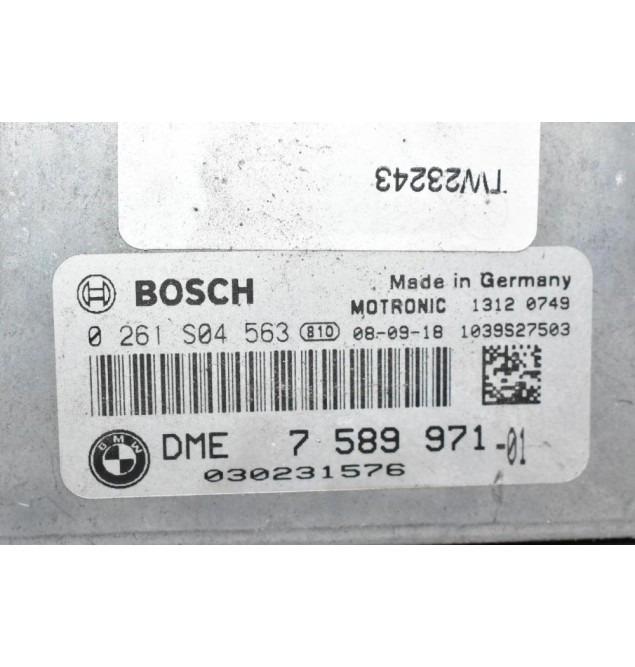 TW23243
BOSCH
Made in Germany
MOTRONIC 1312 0749
0 261 S04 563 810 08-09-18 1039S27503
BMW
DME 7 589 971-01
030231576